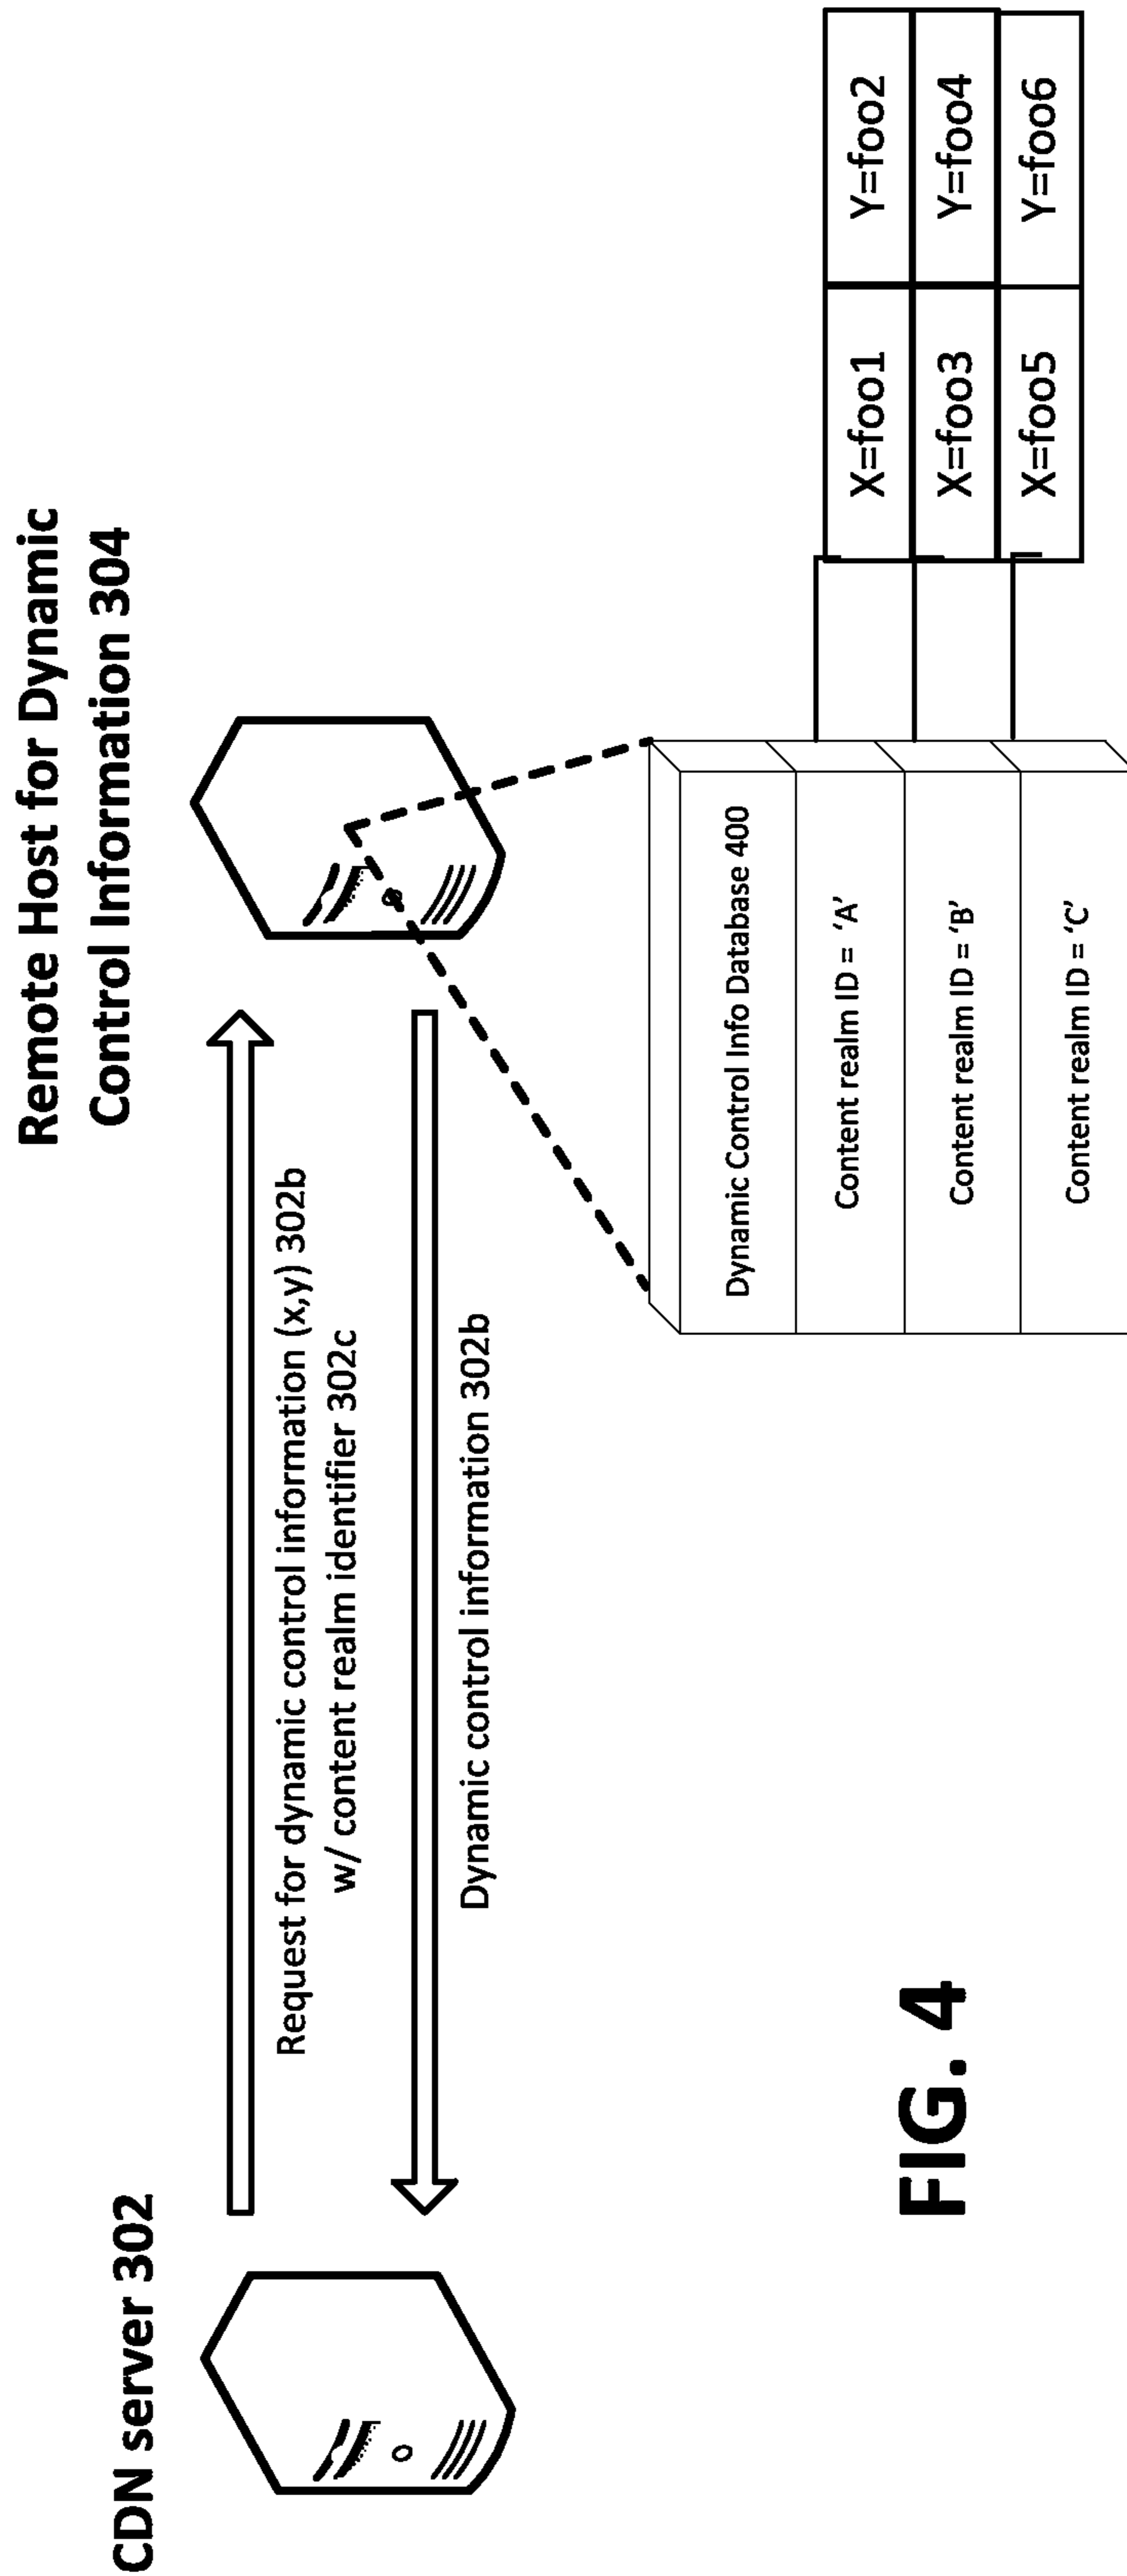 Remote Host for Dynamic
Control Information 304
CDN server 302
Request for dynamic control information (x,y) 302b
w/ content realm identifier 302c
Dynamic control information 302b
Dynamic Control Info Database 400
Content realm ID = ‘A’
X=foo1
Y=foo2
Content realm ID = ‘B’
X=foo3
Y=foo4
Content realm ID = ‘C’
X=foo5
Y=foo6
FIG. 4